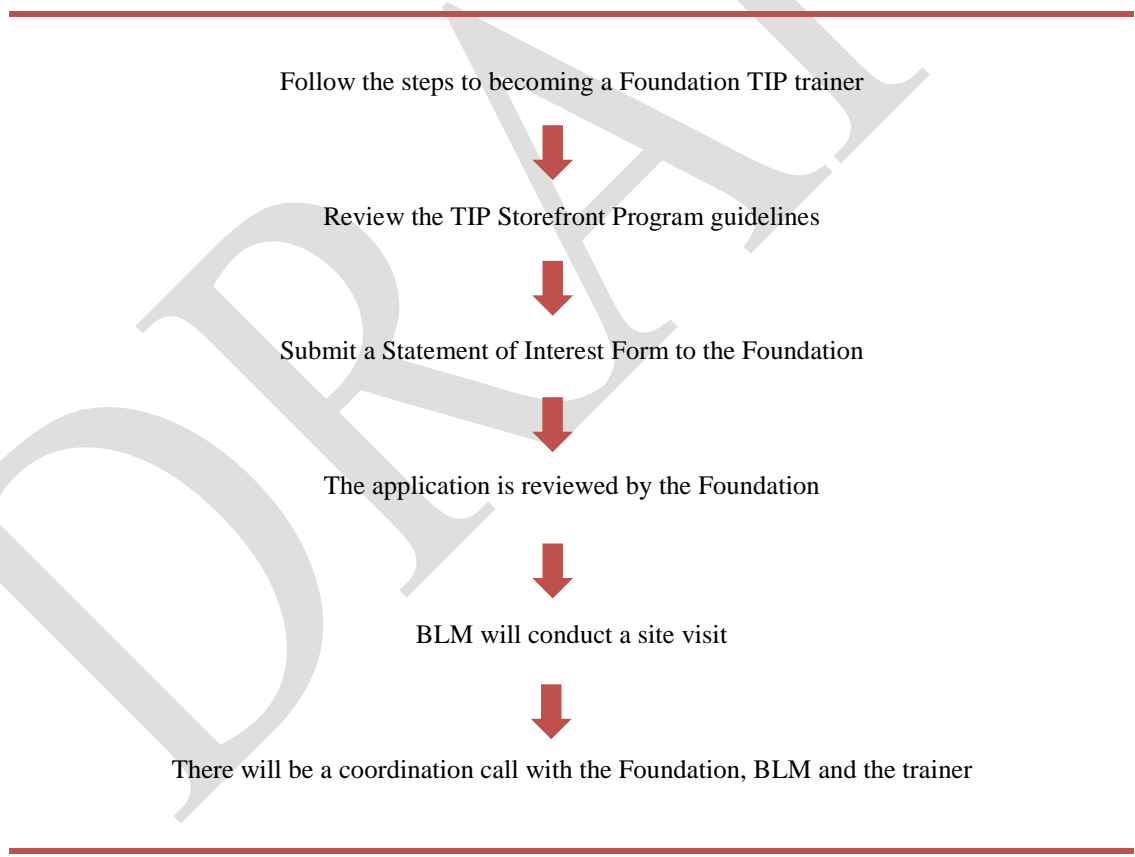 Follow the steps to becoming a Foundation TIP trainer
Review the TIP Storefront Program guidelines
Submit a Statement of Interest Form to the Foundation
The application is reviewed by the Foundation
BLM will conduct a site visit
There will be a coordination call with the Foundation, BLM and the trainer
DRA